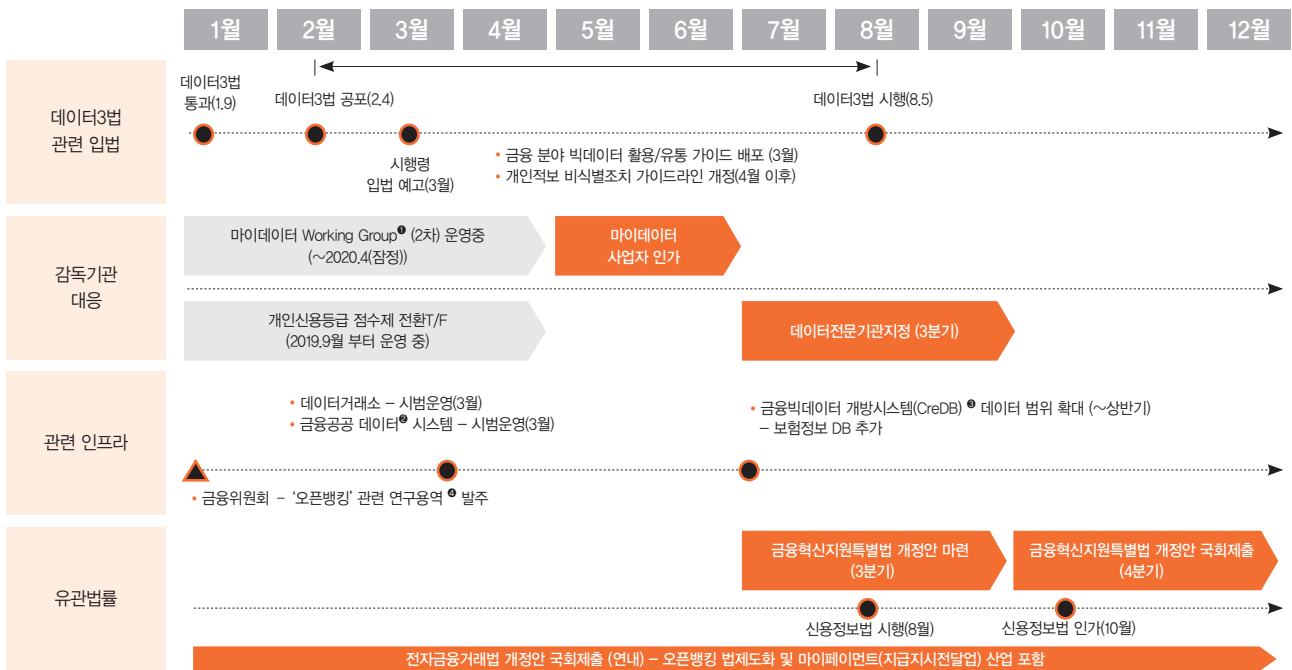 1월 2월 3월 4월 5월 6월 7월 8월 9월 10월 11월 12월
데이터3법
관련 입법
데이터3법
통과(1.9)
데이터3법 공포(2.4)
데이터3법 시행(8.5)
시행령
입법 예고(3월)
• 금융 분야 빅데이터 활용/유통 가이드 배포 (3월)
• 개인적보 비식별조치 가이드라인 개정(4월 이후)
감독기관
대응
마이데이터 Working Group❶ (2차) 운영중
(~2020.4(잠정))
마이데이터
사업자 인가
개인신용등급 점수제 전환T/F
(2019.9월 부터 운영 중)
데이터전문기관지정 (3분기)
관련 인프라
• 데이터거래소 – 시범운영(3월)
• 금융공공 데이터❷ 시스템 – 시범운영(3월)
• 금융빅데이터 개방시스템(CreDB) ❸ 데이터 범위 확대 (~상반기)
– 보험정보 DB 추가
• 금융위원회 – ‘오픈뱅킹’ 관련 연구용역 ❹ 발주
유관법률
금융혁신지원특별법 개정안 마련
(3분기)
금융혁신지원특별법 개정안 국회제출
(4분기)
신용정보법 시행(8월)
신용정보법 인가(10월)
전자금융거래법 개정안 국회제출 (연내) – 오픈뱅킹 법제도화 및 마이페이먼트(지급지시전달업) 산업 포함